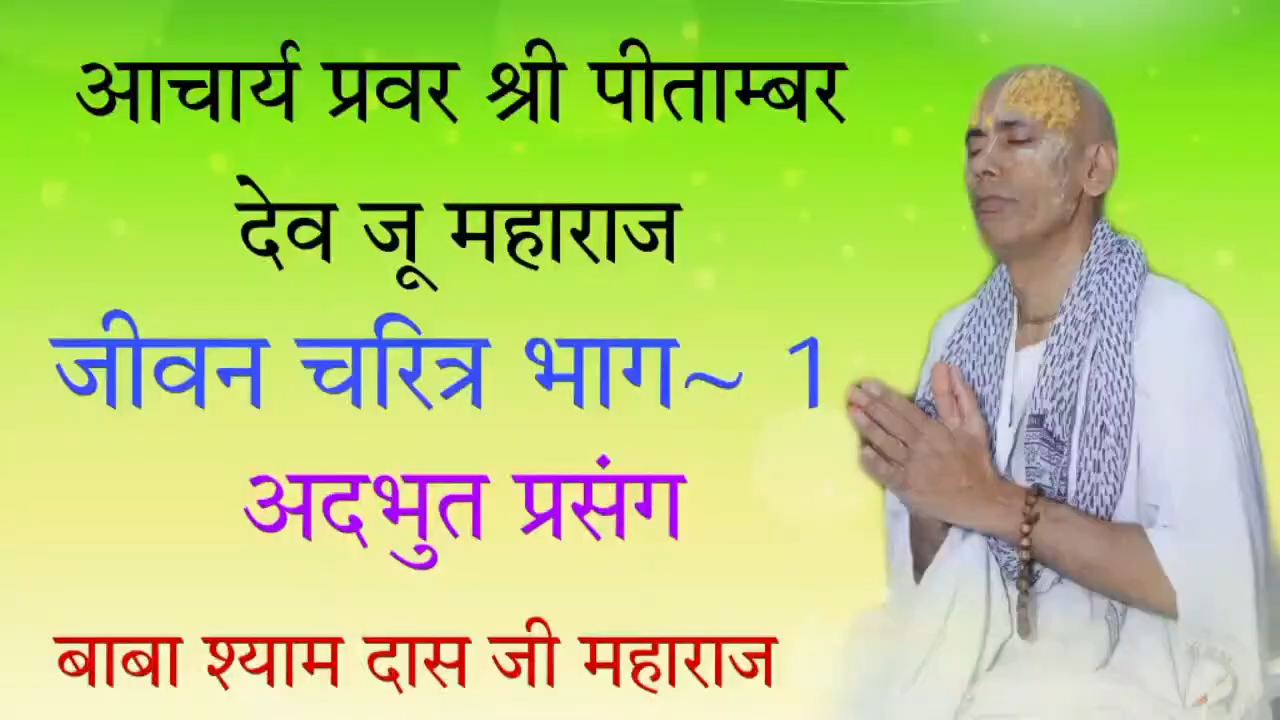 आचार्य प्रवर श्री पीताम्बर
देव जू महाराज
जीवन चरित्र भाग~ 1
अदभुत प्रसंग
बाबा श्याम दास जी महाराज